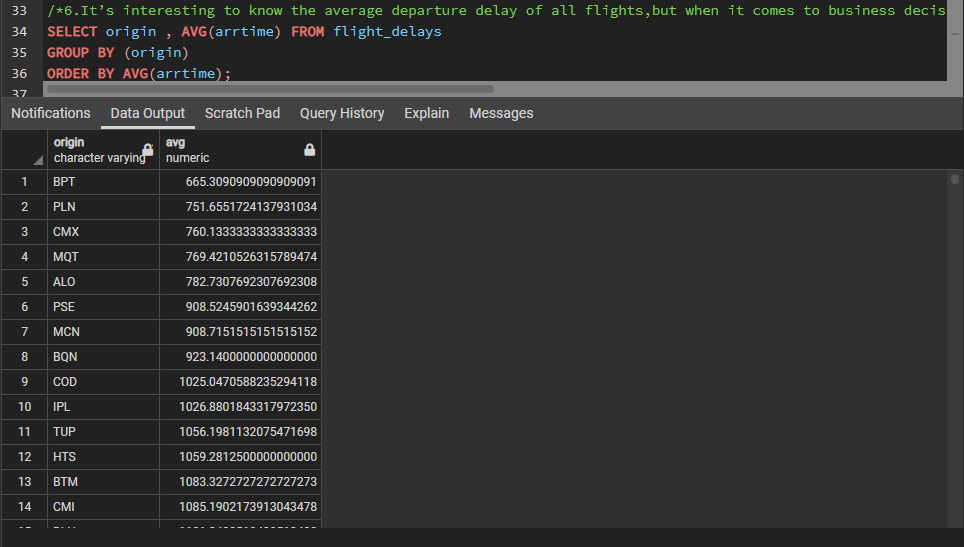 33 /*6.It’s interesting to know the average departure delay of all flights,but when it comes to business decis
34 SELECT origin , AVG(arrtime) FROM flight_delays
35 GROUP BY (origin)
36 ORDER BY AVG(arrtime);
37
Notifications Data Output Scratch Pad Query History Explain Messages
origin avg
character varying numeric
1 BPT 665.3090909090909091
2 PLN 751.6551724137931034
3 CMX 760.1333333333333333
4 MQT 769.4210526315789474
5 ALO 782.7307692307692308
6 PSE 908.5245901639344262
7 MCN 908.7151515151515152
8 BQN 923.1400000000000000
9 COD 1025.0470588235294118
10 IPL 1026.8801843317972350
11 TUP 1056.1981132075471698
12 HTS 1059.2812500000000000
13 BTM 1083.3272727272727273
14 CMI 1085.1902173913043478